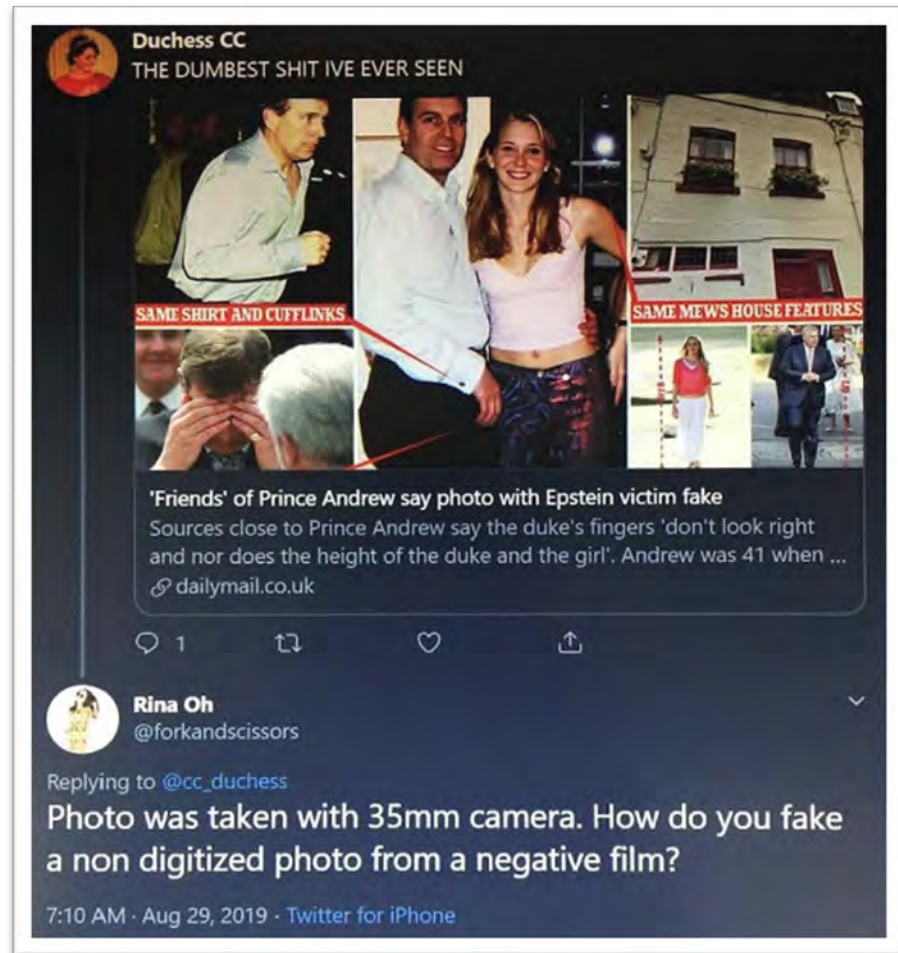 Duchess CC
THE DUMBEST SHIT IVE EVER SEEN
SAME SHIRT AND CUFFLINKS
SAME MEWS HOUSE FEATURES
'Friends' of Prince Andrew say photo with Epstein victim fake
Sources close to Prince Andrew say the duke's fingers 'don't look right
and nor does the height of the duke and the girl'. Andrew was 41 when ...
dailymail.co.uk
1
Rina Oh
@forkandscissors
Replying to @cc_duchess
Photo was taken with 35mm camera. How do you fake
a non digitized photo from a negative film?
7:10 AM · Aug 29, 2019 · Twitter for iPhone